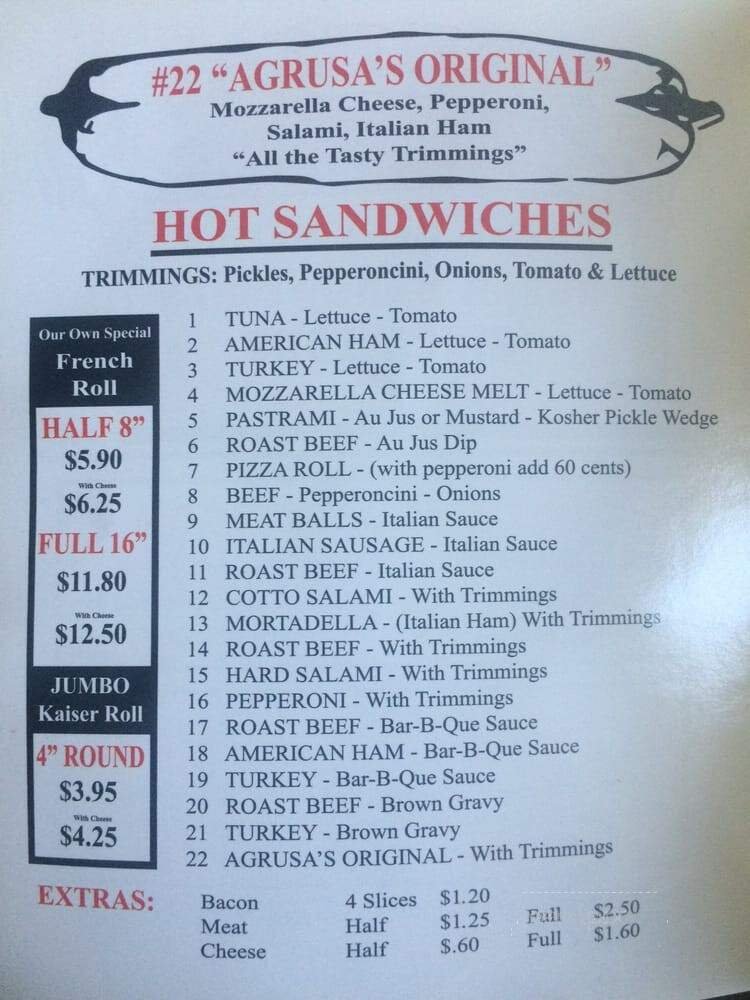 #22 “AGRUSA’S ORIGINAL”
Mozzarella Cheese, Pepperoni,
Salami, Italian Ham
“All the Tasty Trimmings”
HOT SANDWICHES
TRIMMINGS: Pickles, Pepperoncini, Onions, Tomato & Lettuce
Our Own Special
French
Roll
HALF 8”
$5.90
With Cheese
$6.25
FULL 16”
$11.80
With Cheese
$12.50
JUMBO
Kaiser Roll
4” ROUND
$3.95
With Cheese
$4.25
1 TUNA - Lettuce - Tomato
2 AMERICAN HAM - Lettuce - Tomato
3 TURKEY - Lettuce - Tomato
4 MOZZARELLA CHEESE MELT - Lettuce - Tomato
5 PASTRAMI - Au Jus or Mustard - Kosher Pickle Wedge
6 ROAST BEEF - Au Jus Dip
7 PIZZA ROLL - (with pepperoni add 60 cents)
8 BEEF - Pepperoncini - Onions
9 MEAT BALLS - Italian Sauce
10 ITALIAN SAUSAGE - Italian Sauce
11 ROAST BEEF - Italian Sauce
12 COTTO SALAMI - With Trimmings
13 MORTADELLA - (Italian Ham) With Trimmings
14 ROAST BEEF - With Trimmings
15 HARD SALAMI - With Trimmings
16 PEPPERONI - With Trimmings
17 ROAST BEEF - Bar-B-Que Sauce
18 AMERICAN HAM - Bar-B-Que Sauce
19 TURKEY - Bar-B-Que Sauce
20 ROAST BEEF - Brown Gravy
21 TURKEY - Brown Gravy
22 AGRUSA’S ORIGINAL - With Trimmings
EXTRAS: Bacon 4 Slices $1.20
Meat Half $1.25 Full $2.50
Cheese Half $.60 Full $1.60